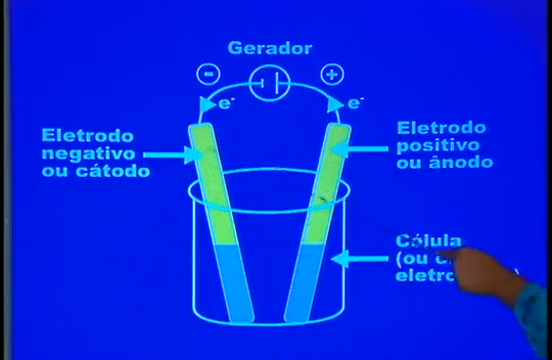 Gerador
- +
e- e-
Eletrodo
negativo
ou cátodo
Eletrodo
positivo
ou ânodo
Célula
(ou